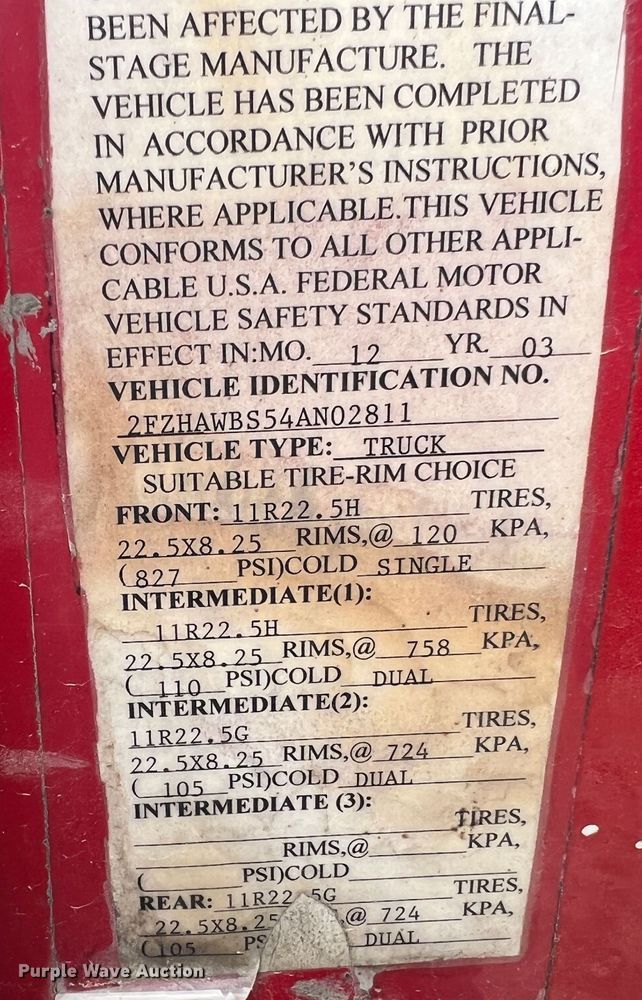 BEEN AFFECTED BY THE FINAL-
STAGE MANUFACTURE. THE
VEHICLE HAS BEEN COMPLETED
IN ACCORDANCE WITH PRIOR
MANUFACTURER'S INSTRUCTIONS,
WHERE APPLICABLE.THIS VEHICLE
CONFORMS TO ALL OTHER APPLI-
CABLE U.S.A. FEDERAL MOTOR
VEHICLE SAFETY STANDARDS IN
EFFECT IN:MO. 12 YR. 03
VEHICLE IDENTIFICATION NO.
2FZHAWBS54AN02811
VEHICLE TYPE: TRUCK
SUITABLE TIRE-RIM CHOICE
FRONT: 11R22.5H TIRES,
22.5X8.25 RIMS,@ 120 KPA,
(827 PSI)COLD SINGLE
INTERMEDIATE(1):
11R22.5H TIRES,
22.5X8.25 RIMS,@ 758 KPA,
( 110 PSI)COLD DUAL
INTERMEDIATE(2):
11R22.5G TIRES,
22.5X8.25 RIMS,@ 724 KPA,
( 105 PSI)COLD DUAL
INTERMEDIATE (3):
TIRES,
RIMS,@ KPA,
( PSI)COLD
REAR: 11R22 5G TIRES,
22.5X8.25 @ 724 KPA,
(105 PS DUAL
Purple Wave Auction